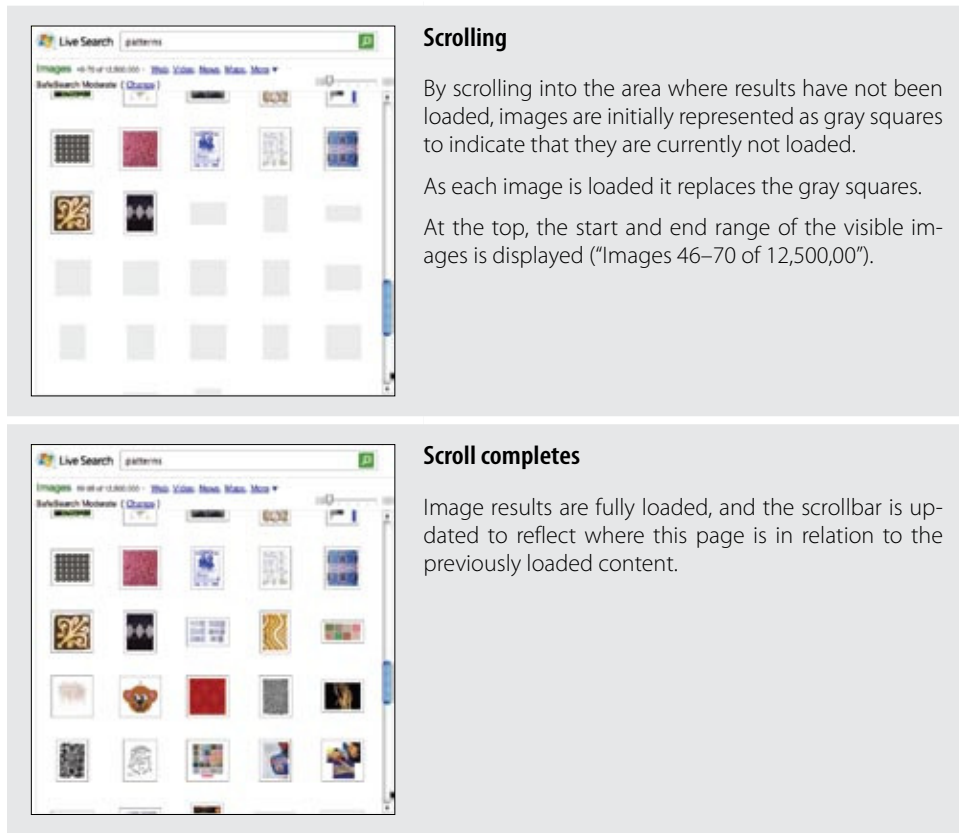 Live Search patterns
Images of - Web Video News Maps More ▾
SafeSearch Moderate ( Change )
Scrolling
By scrolling into the area where results have not been
loaded, images are initially represented as gray squares
to indicate that they are currently not loaded.
As each image is loaded it replaces the gray squares.
At the top, the start and end range of the visible im-
ages is displayed (“Images 46–70 of 12,500,00”).
Live Search patterns
Images of - Web Video News Maps More ▾
SafeSearch Moderate ( Change )
Scroll completes
Image results are fully loaded, and the scrollbar is up-
dated to reflect where this page is in relation to the
previously loaded content.